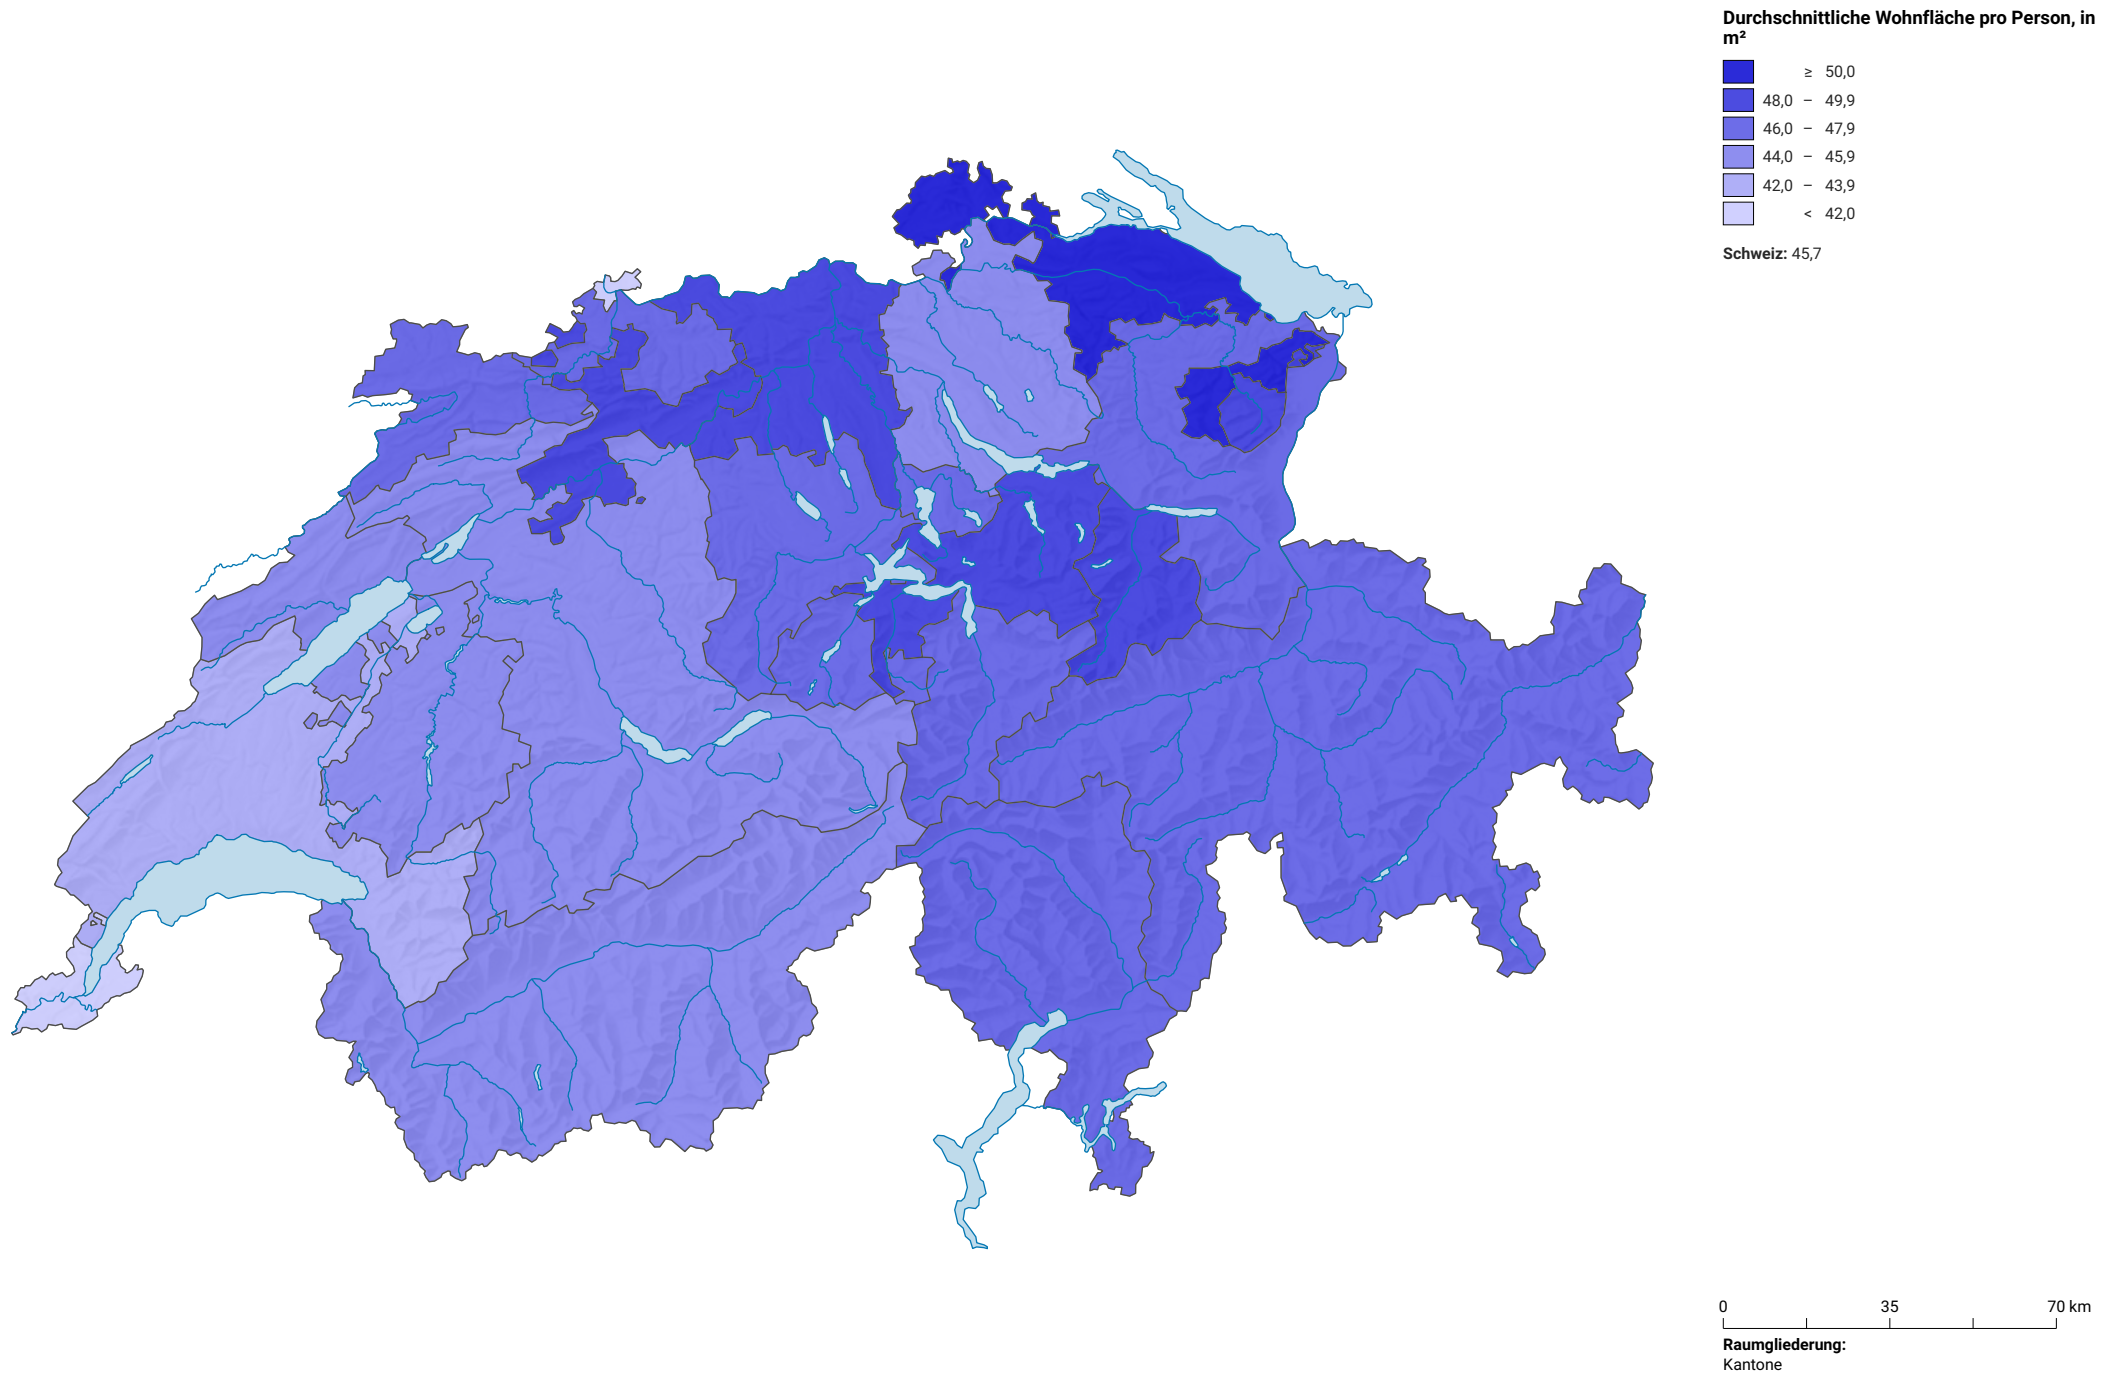 Durchschnittliche Wohnfläche pro Person, in
m²
≥ 50,0
48,0 – 49,9
46,0 – 47,9
44,0 – 45,9
42,0 – 43,9
< 42,0
Schweiz: 45,7
0 35 70 km
Raumgliederung:
Kantone